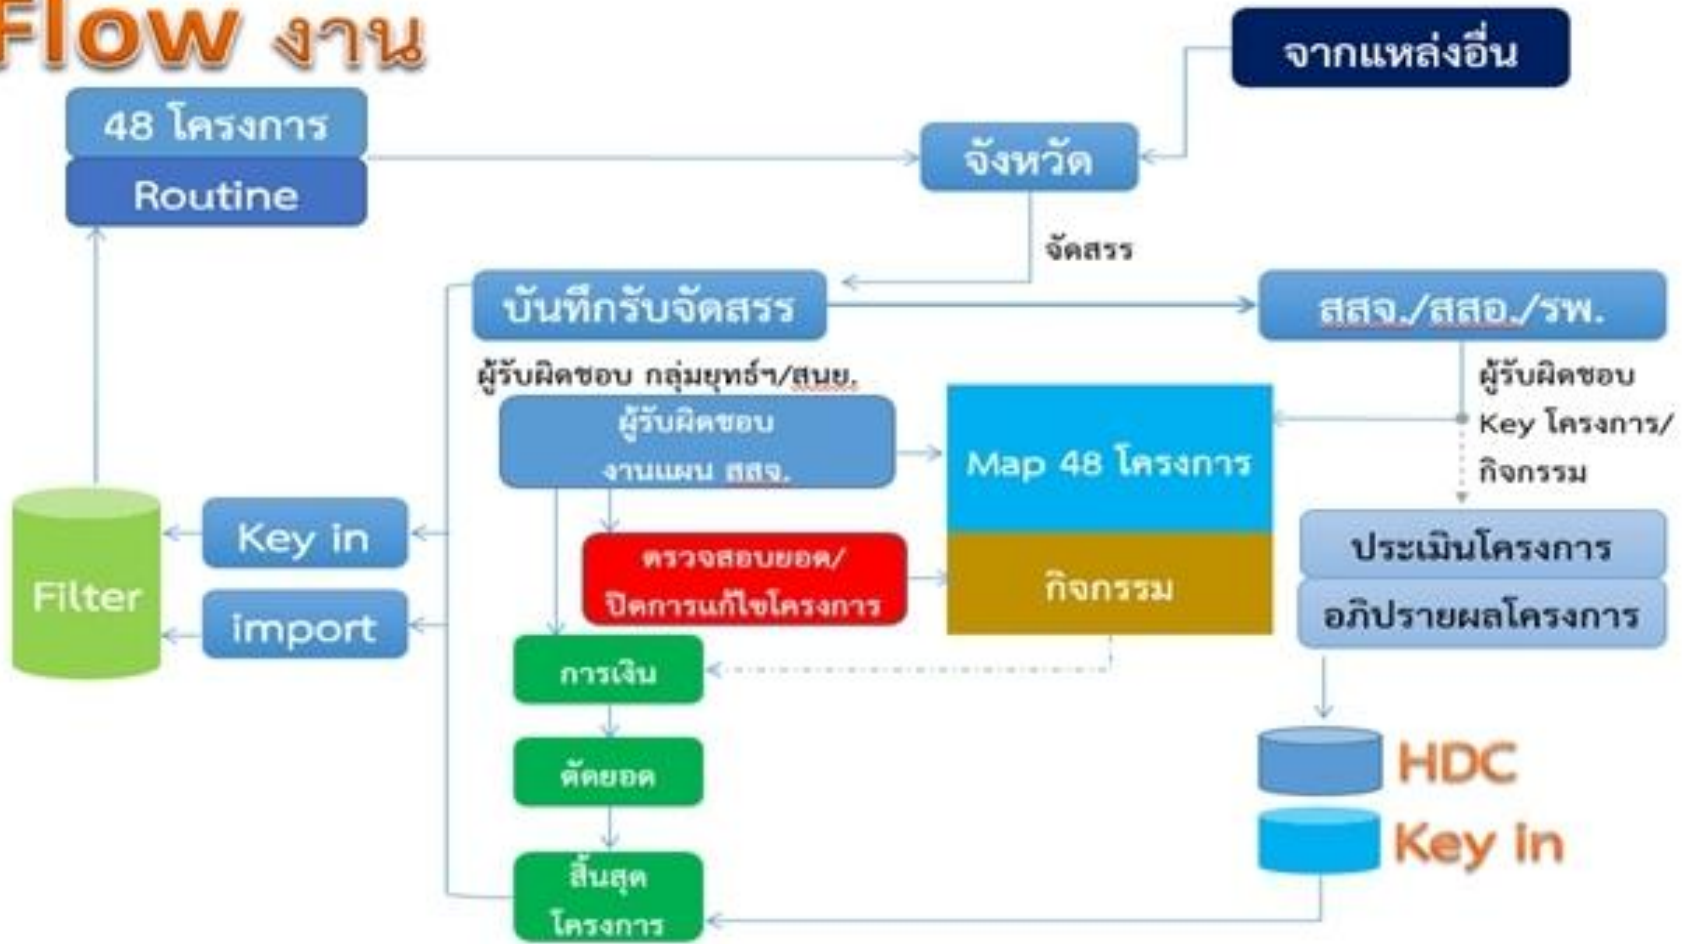 Flow งาน
จากแหล่งอื่น
48 โครงการ
Routine
จังหวัด
จัดสรร
บันทึกรับจัดสรร
สสจ./สสอ./รพ.
ผู้รับผิดชอบ กลุ่มยุทธ์ฯ/สนย.
ผู้รับผิดชอบ
งานแผน สสจ.
Map 48 โครงการ
ผู้รับผิดชอบ
Key โครงการ/
กิจกรรม
Key in
import
Filter
ตรวจสอบยอด/
ปิดการแก้ไขโครงการ
กิจกรรม
ประเมินโครงการ
อภิปรายผลโครงการ
การเงิน
ตัดยอด
สิ้นสุด
โครงการ
HDC
Key in